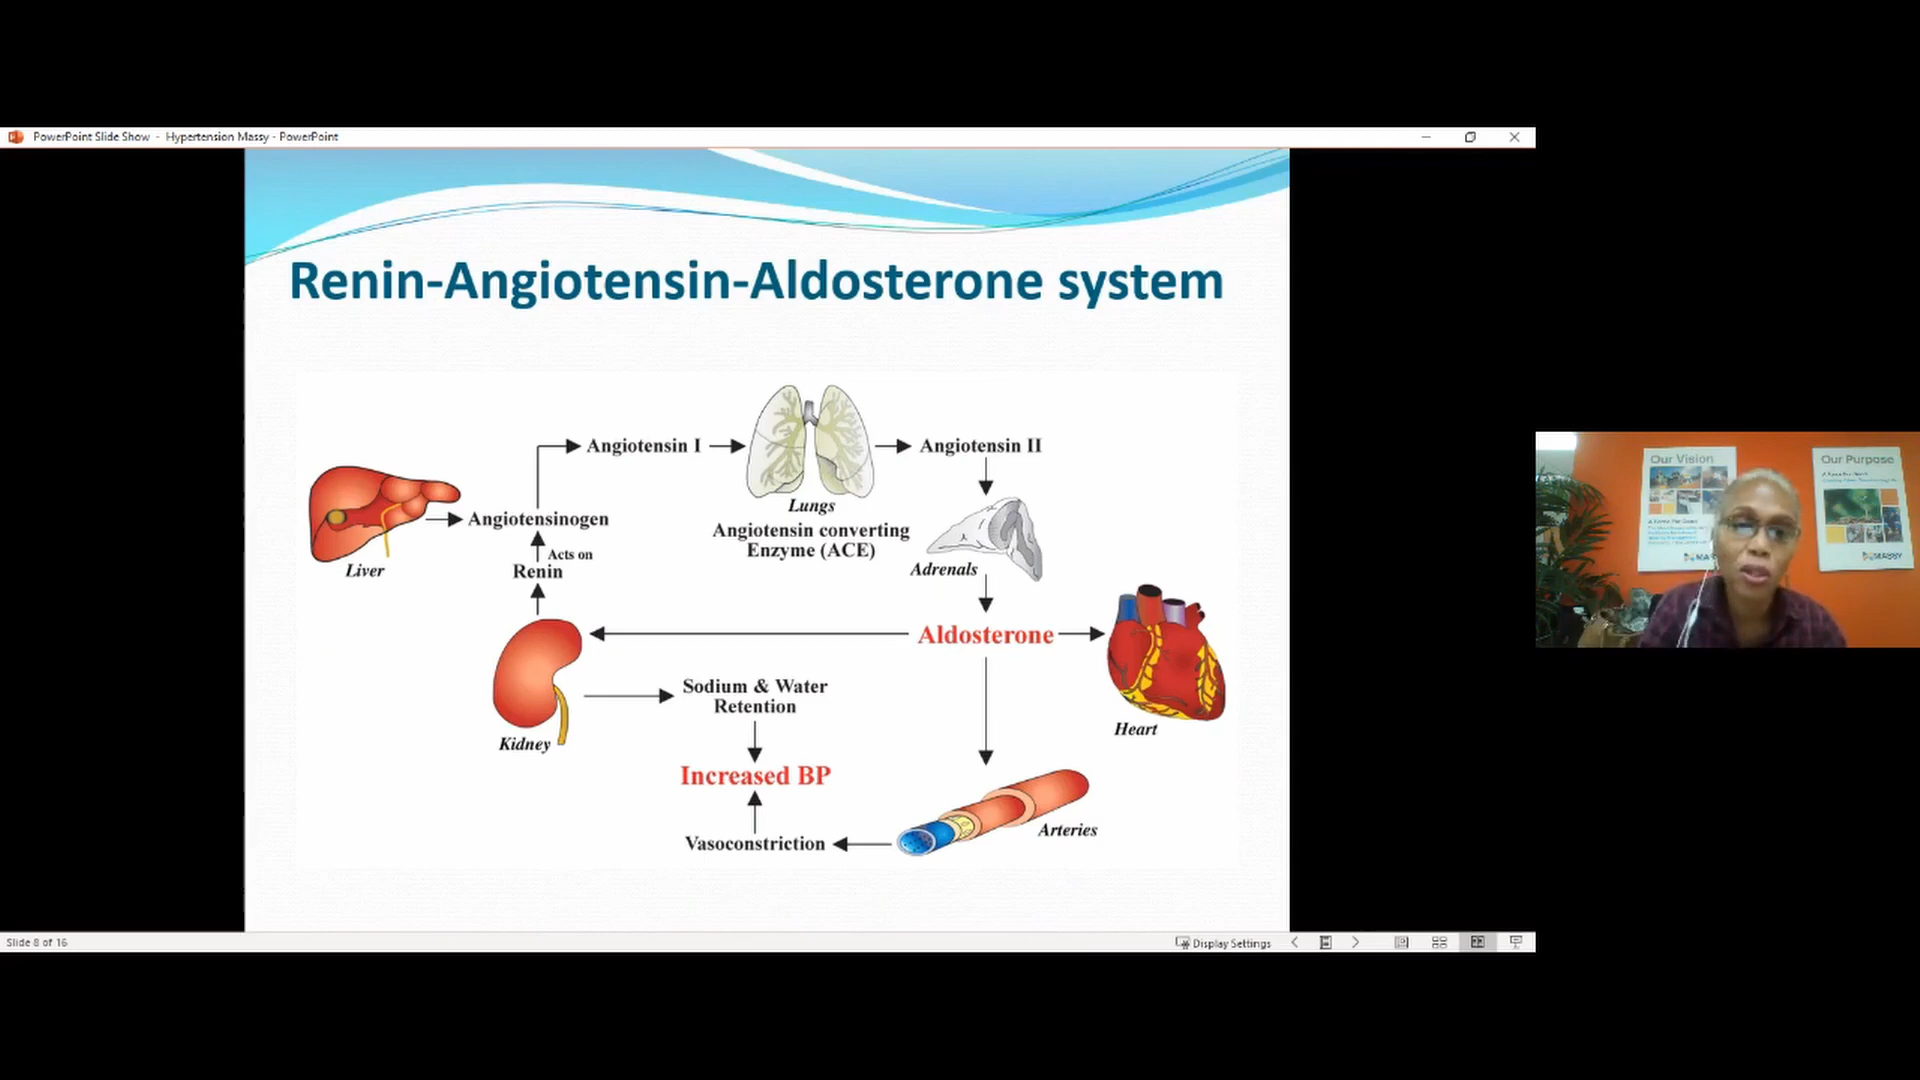 PowerPoint Slide Show - Hypertension Massy - PowerPoint
Renin-Angiotensin-Aldosterone system
Angiotensin I
Angiotensin II
Lungs
Angiotensin converting
Enzyme (ACE)
Liver
Angiotensinogen
Acts on
Renin
Adrenals
Aldosterone
Heart
Kidney
Sodium & Water
Retention
Increased BP
Vasoconstriction
Arteries
Slide 8 of 16
Display Settings
Our Vision
Our Purpose
MASSY